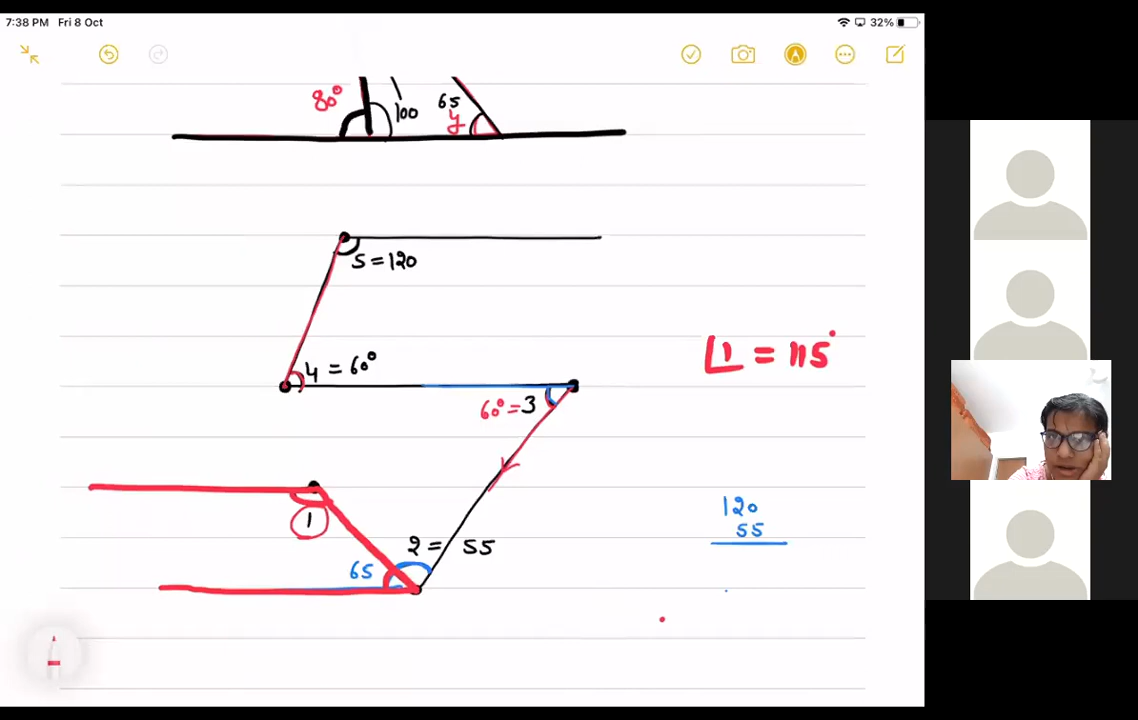 7:38 PM Fri 8 Oct
32%
80°
100
65
y
5 = 120
4 = 60°
60° = 3
∠1 = 115°
1
2 = 55
65
120
55